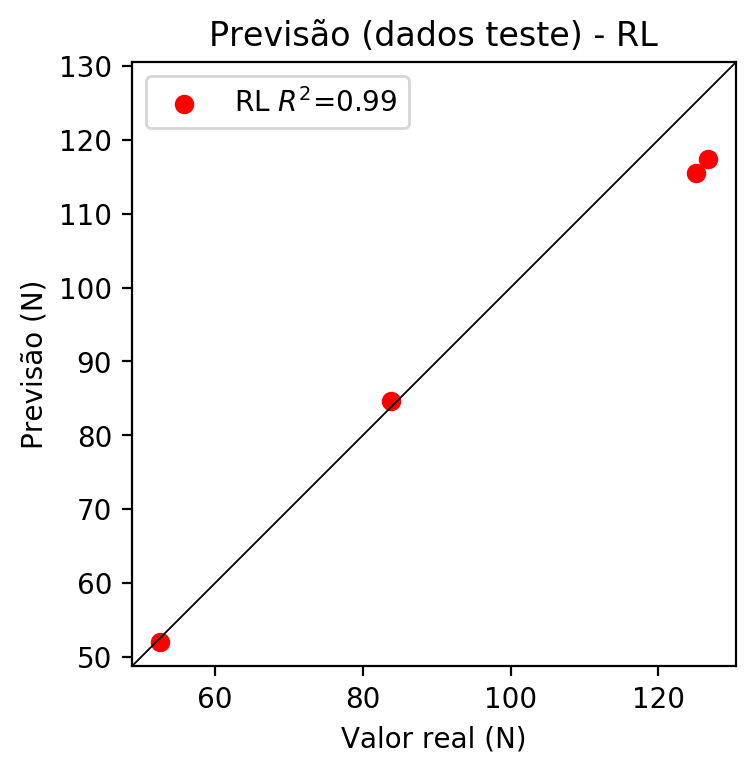 Previsão (dados teste) - RL
RL R²=0.99
130
120
110
100
90
80
70
60
50
Previsão (N)
60 80 100 120
Valor real (N)